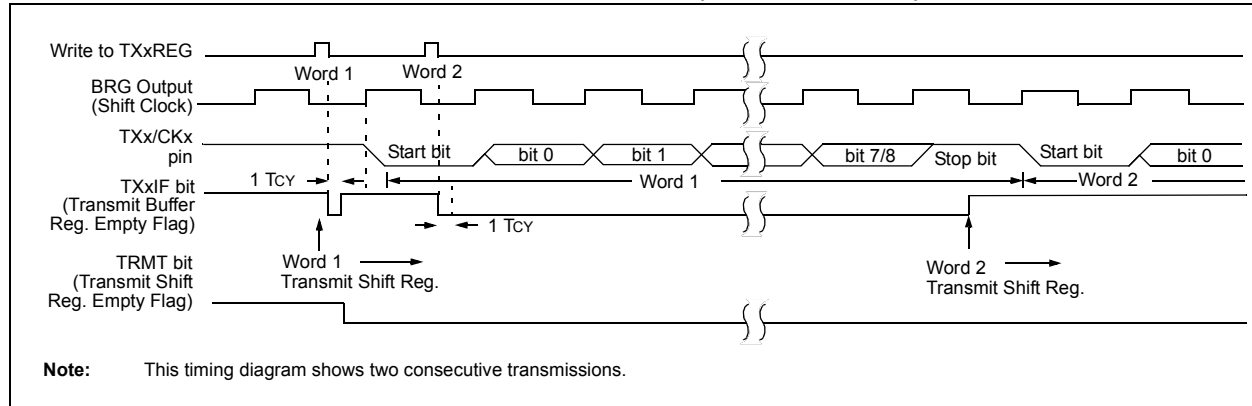 Write to TXxREG
Word 1
Word 2
BRG Output
(Shift Clock)
TXx/CKx
pin
Start bit
bit 0
bit 1
bit 7/8
Stop bit
Start bit
bit 0
1 TCY
Word 1
Word 2
TXxIF bit
(Transmit Buffer
Reg. Empty Flag)
1 TCY
Word 1
Transmit Shift Reg.
Word 2
Transmit Shift Reg.
TRMT bit
(Transmit Shift
Reg. Empty Flag)
Note: This timing diagram shows two consecutive transmissions.